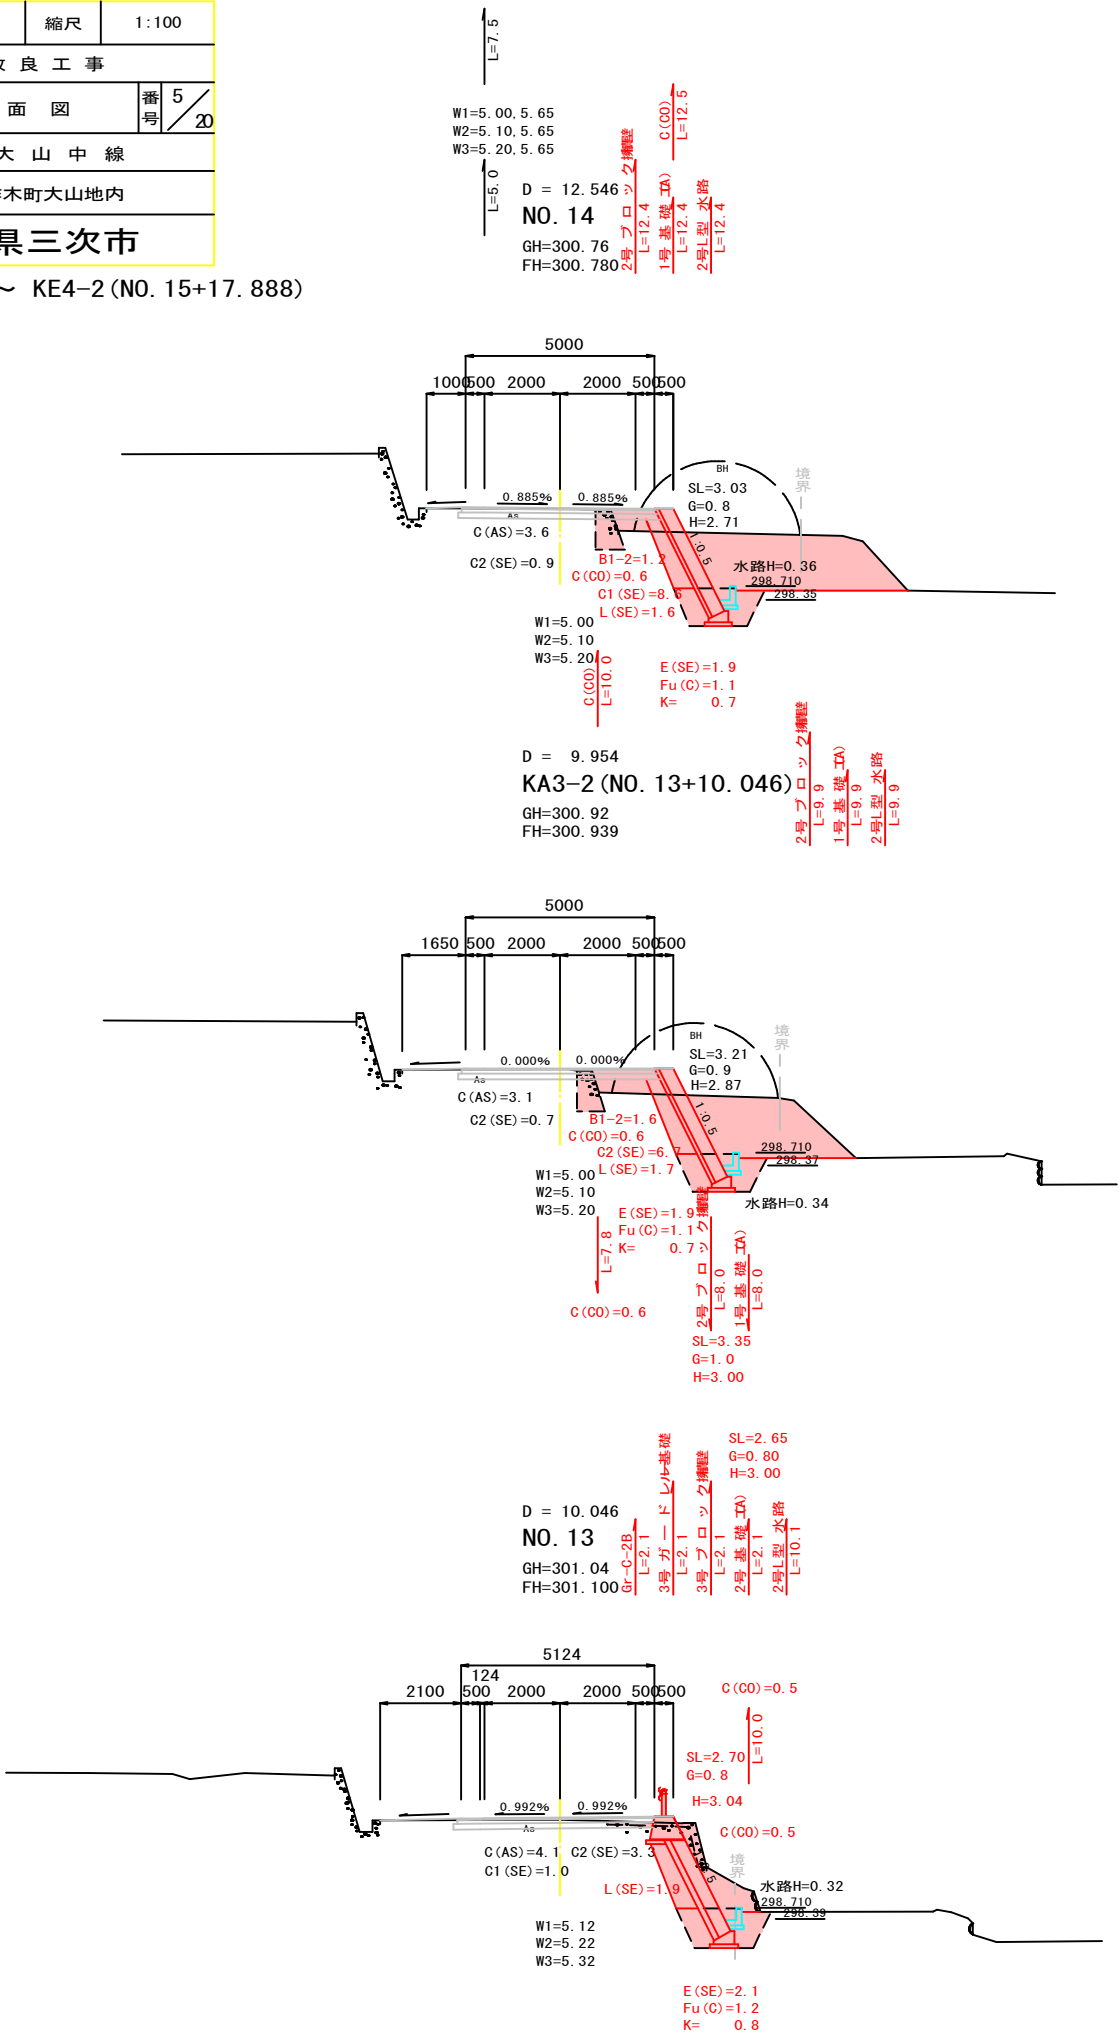 縮尺 1:100
良工事
面図 番号 5/20
大山中線
木町大山地内
県三次市
～ KE4-2(NO.15+17.888)
L=7.5
W1=5.00,5.65
W2=5.10,5.65
W3=5.20,5.65
L=5.0
C(CO)
L=12.5
D = 12.546
NO.14
GH=300.76
FH=300.780
2号ブロック擁壁
L=12.4
1号基礎工(A)
L=12.4
2号L型水路
L=12.4
5000
1000 500 2000 2000 500 500
0.885% 0.885%
As
BH
SL=3.03
G=0.8
H=2.71
境界
C(AS)=3.6
C2(SE)=0.9
B1-2=1.2
C(CO)=0.6
C1(SE)=8.6
L(SE)=1.6
1:0.5
水路H=0.36
298.710
298.35
W1=5.00
W2=5.10
W3=5.20
C(CO)
L=10.0
E(SE)=1.9
Fu(C)=1.1
K= 0.7
D = 9.954
KA3-2(NO.13+10.046)
GH=300.92
FH=300.939
2号ブロック擁壁
L=9.9
1号基礎工(A)
L=9.9
2号L型水路
L=9.9
5000
1650 500 2000 2000 500 500
0.000% 0.000%
As
BH
SL=3.21
G=0.9
H=2.87
境界
C(AS)=3.1
C2(SE)=0.7
B1-2=1.6
C(CO)=0.6
C2(SE)=6.7
L(SE)=1.7
1:0.5
298.710
298.37
水路H=0.34
W1=5.00
W2=5.10
W3=5.20
E(SE)=1.9
Fu(C)=1.1
K= 0.7
L=7.8
C(CO)=0.6
2号ブロック擁壁
L=8.0
1号基礎工(A)
L=8.0
SL=3.35
G=1.0
H=3.00
SL=2.65
G=0.80
H=3.00
D = 10.046
NO.13
GH=301.04
FH=301.100
Gr-C-2B
L=2.1
3号ガードレール基礎
L=2.1
3号ブロック擁壁
L=2.1
2号基礎工(A)
L=2.1
2号L型水路
L=10.1
5124
124
2100 500 2000 2000 500 500
C(CO)=0.5
L=10.0
SL=2.70
G=0.8
H=3.04
0.992% 0.992%
As
C(CO)=0.5
C(AS)=4.1 C2(SE)=3.3
C1(SE)=1.0
L(SE)=1.9
境界
水路H=0.32
298.710
298.39
W1=5.12
W2=5.22
W3=5.32
E(SE)=2.1
Fu(C)=1.2
K= 0.8